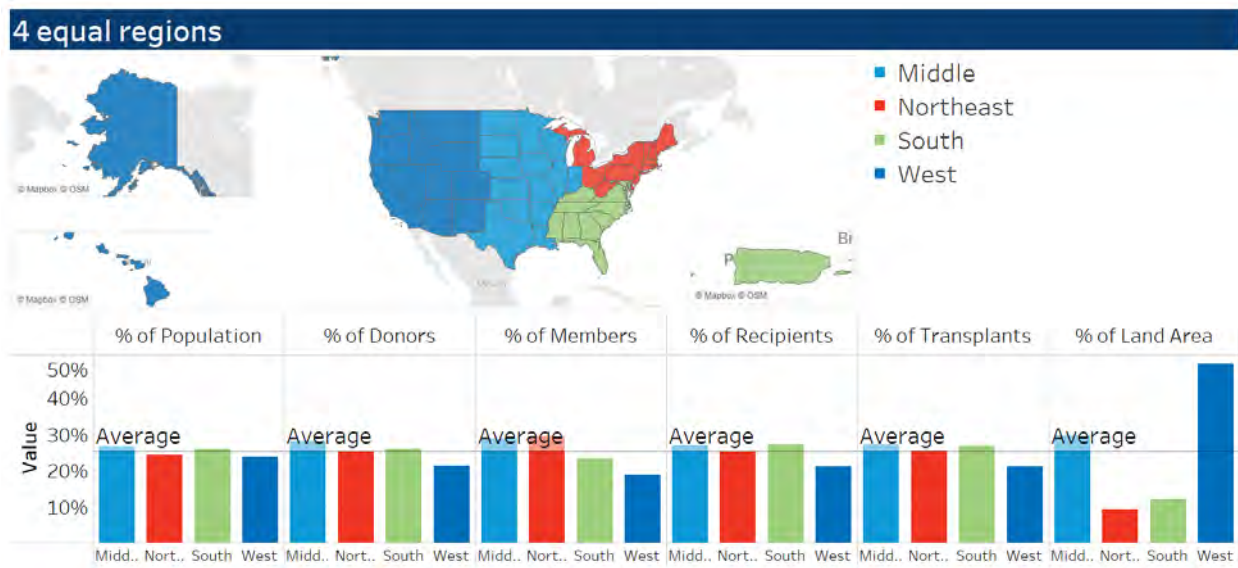 4 equal regions
Middle
Northeast
South
West
© Mapbox © OSM
© Mapbox © OSM
Br
P
© Mapbox © OSM
% of Population % of Donors % of Members % of Recipients % of Transplants % of Land Area
Value
50%
40%
30%
20%
10%
Average Average Average Average Average Average
Midd.. Nort.. South West Midd.. Nort.. South West Midd.. Nort.. South West Midd.. Nort.. South West Midd.. Nort.. South West Midd.. Nort.. South West